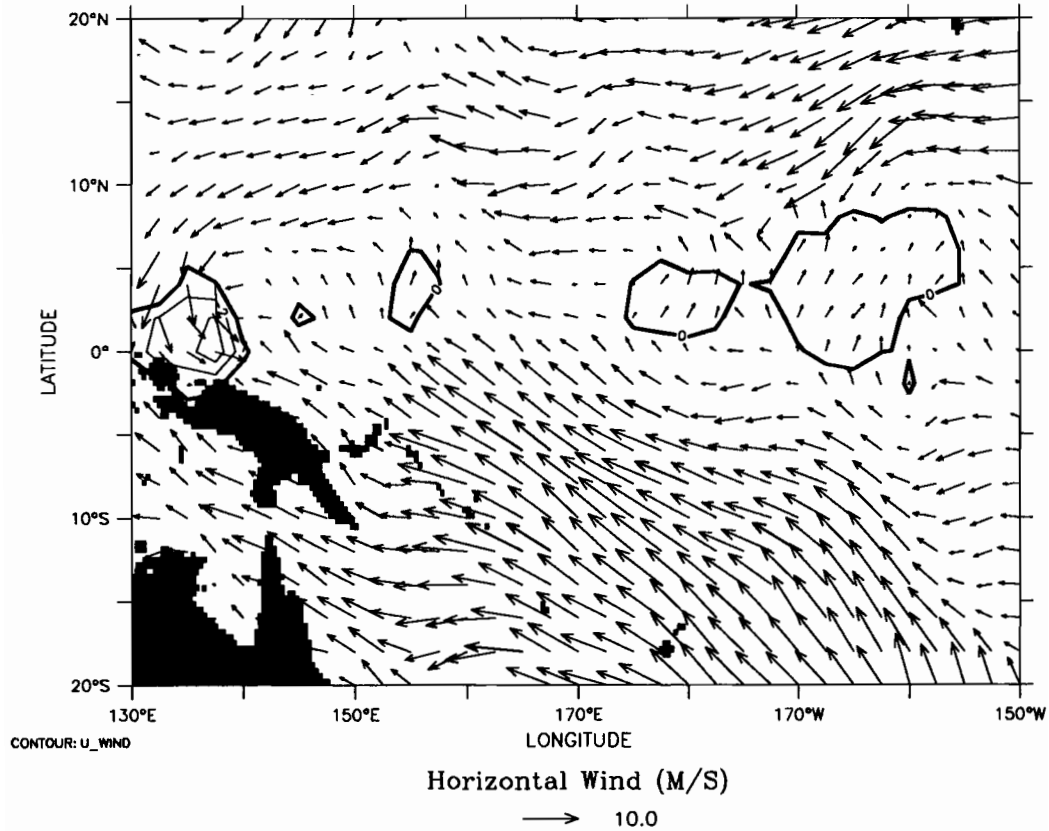 20°N
10°N
0°
10°S
20°S
LATITUDE
2
0
0
0
130°E 150°E 170°E 170°W 150°W
CONTOUR: U_WIND
LONGITUDE
Horizontal Wind (M/S)
10.0